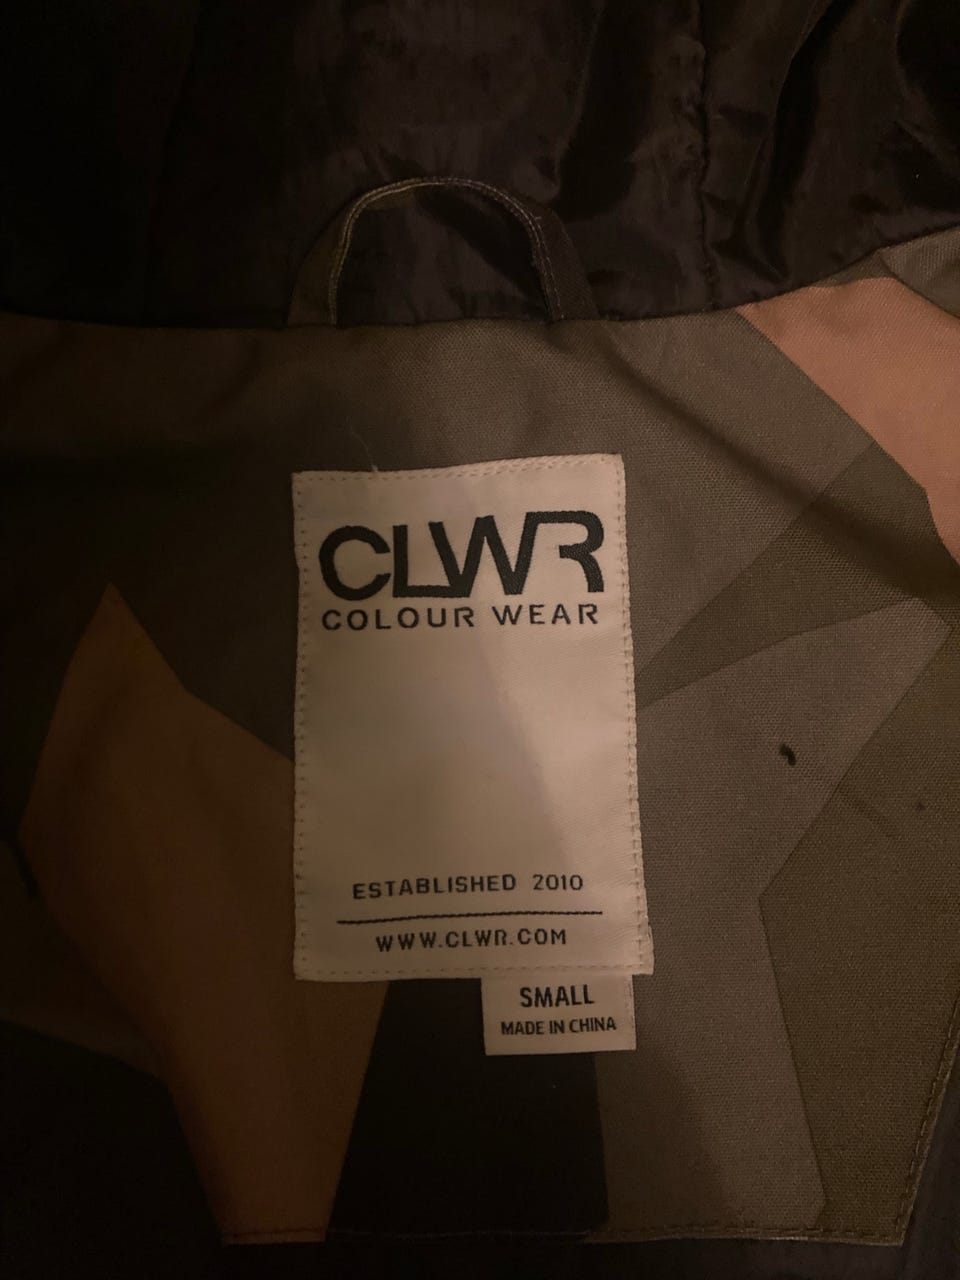 CLWR
COLOUR WEAR
ESTABLISHED 2010
WWW.CLWR.COM
SMALL
MADE IN CHINA